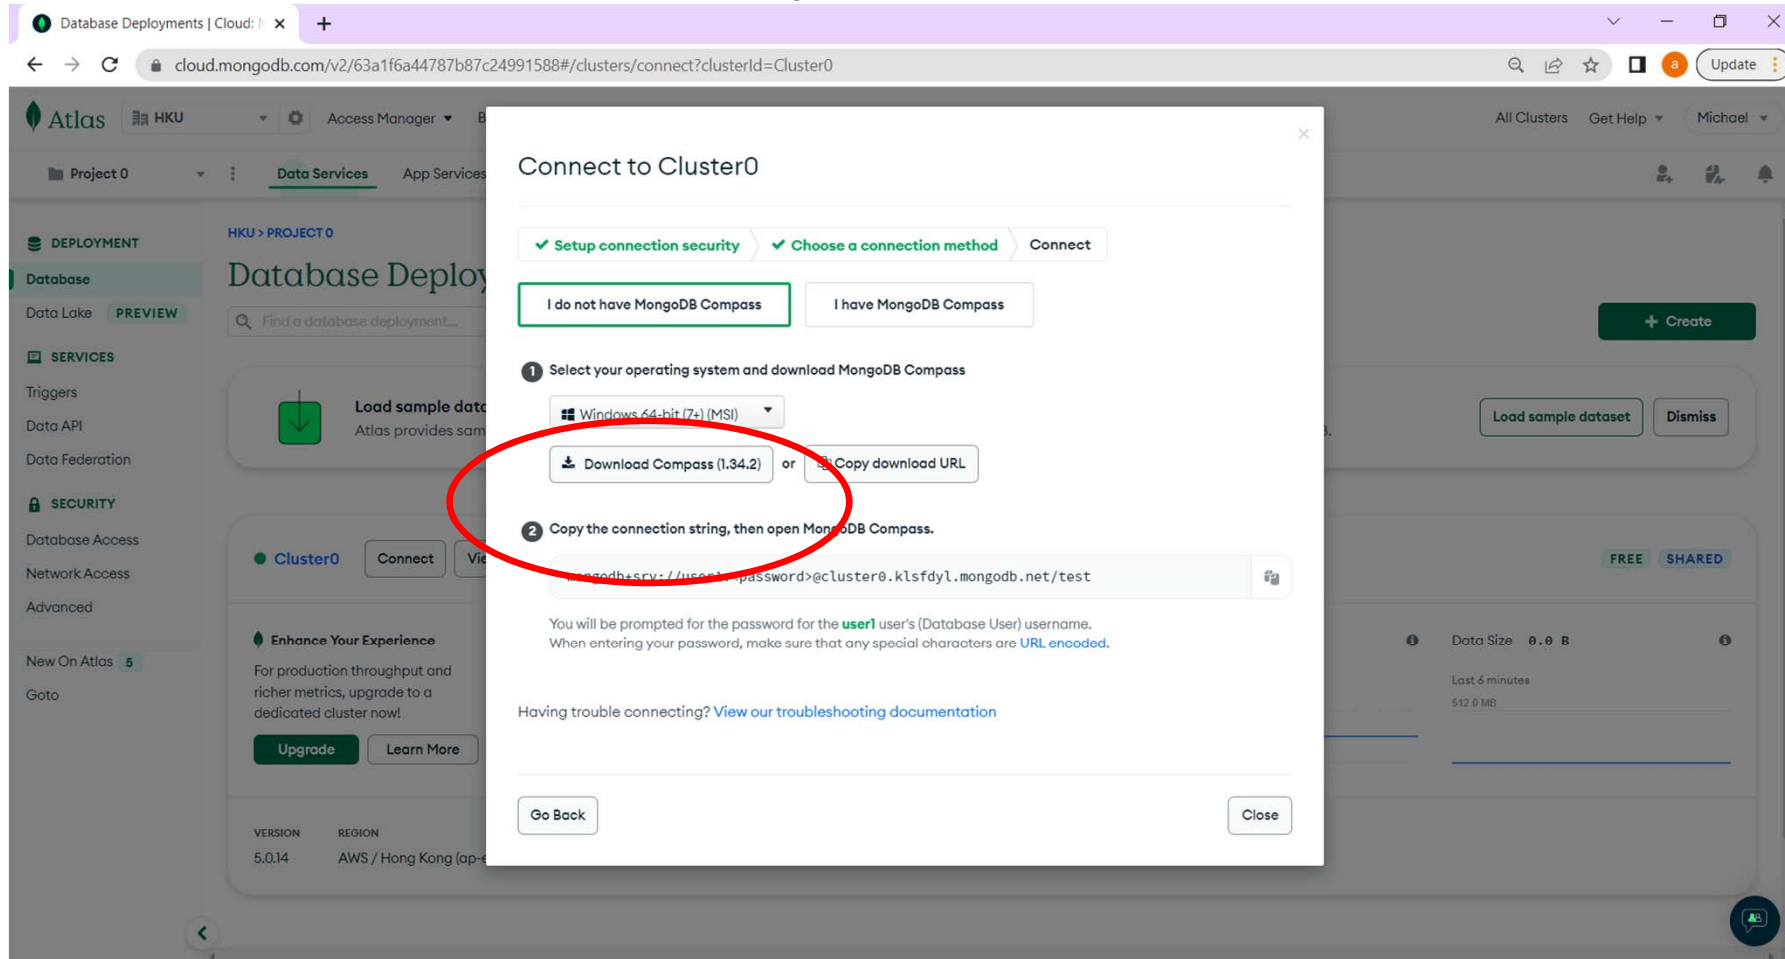 Database Deployments | Cloud:
cloud.mongodb.com/v2/63a1f6a44787b87c24991588#/clusters/connect?clusterId=Cluster0
a
Update
Atlas
HKU
Access Manager
All Clusters
Get Help
Michael
Project 0
Data Services
App Services
DEPLOYMENT
Database
Data Lake
PREVIEW
SERVICES
Triggers
Data API
Data Federation
SECURITY
Database Access
Network Access
Advanced
New On Atlas 5
Goto
HKU > PROJECT 0
Database Deploy
Find a database deployment...
+ Create
Load sample data
Atlas provides sam
Load sample dataset
Dismiss
Cluster0
Connect
Vie
FREE
SHARED
Enhance Your Experience
For production throughput and
richer metrics, upgrade to a
dedicated cluster now!
Upgrade
Learn More
Data Size 0.0 B
Last 6 minutes
512.0 MB
VERSION
5.0.14
REGION
AWS / Hong Kong (ap-e
Connect to Cluster0
Setup connection security
Choose a connection method
Connect
I do not have MongoDB Compass
I have MongoDB Compass
1 Select your operating system and download MongoDB Compass
Windows 64-bit (7+) (MSI)
Download Compass (1.34.2)
or
Copy download URL
2 Copy the connection string, then open MongoDB Compass.
mongodb+srv://user1:<password>@cluster0.klsfdyl.mongodb.net/test
You will be prompted for the password for the user1 user's (Database User) username.
When entering your password, make sure that any special characters are URL encoded.
Having trouble connecting? View our troubleshooting documentation
Go Back
Close